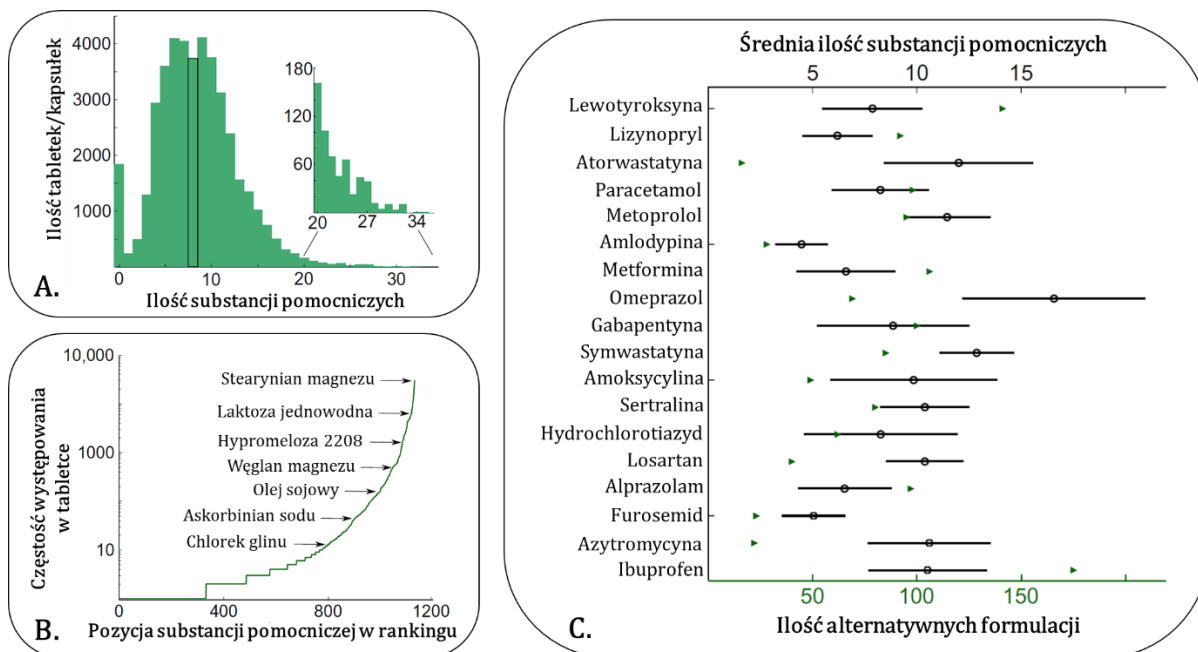 Ilość tabletek/kapsułek
4000
3000
2000
1000
180
120
60
20
27
34
0
10
20
30
A.
Ilość substancji pomocniczych
Częstość występowania
w tabletce
10,000
1000
10
Stearynian magnezu
Laktoza jednowodna
Hypromeloza 2208
Węglan magnezu
Olej sojowy
Askorbinian sodu
Chlorek glinu
0
400
800
1200
B.
Pozycja substancji pomocniczej w rankingu
Średnia ilość substancji pomocniczych
5
10
15
Lewotyroksyna
Lizynopryl
Atorwastatyna
Paracetamol
Metoprolol
Amlodypina
Metformina
Omeprazol
Gabapentyna
Symwastatyna
Amoksycylina
Sertralina
Hydrochlorotiazyd
Losartan
Alprazolam
Furosemid
Azytromycyna
Ibuprofen
50
100
150
Ilość alternatywnych formulacji
C.